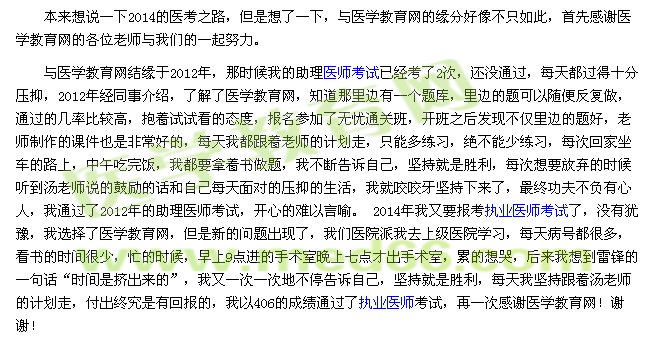 本来想说一下2014的医考之路，但是想了一下，与医学教育网的缘分好像不只如此，首先感谢医
学教育网的各位老师与我们的一起努力。
与医学教育网结缘于2012年，那时候我的助理医师考试已经考了2次，还没通过，每天都过得十分
压抑，2012年经同事介绍，了解了医学教育网，知道那里边有一个题库，里边的题可以随便反复做，
通过的几率比较高，抱着试试看的态度，报名参加了无忧通关班，开班之后发现不仅里边的题好，老
师制作的课件也是非常好的，每天我都跟着老师的计划走，只能多练习，绝不能少练习，每次回家坐
车的路上，中午吃完饭，我都要拿着书做题，我不断告诉自己，坚持就是胜利，每次想要放弃的时候
听到汤老师说的鼓励的话和自己每天面对的压抑的生活，我就咬咬牙坚持下来了，最终功夫不负有心
人，我通过了2012年的助理医师考试，开心的难以言喻。 2014年我又要报考执业医师考试了，没有犹
豫，我选择了医学教育网，但是新的问题出现了，我们医院派我去上级医院学习，每天病号都很多，
看书的时间很少，忙的时候，早上9点进的手术室晚上七点才出手术室，累的想哭，后来我想到雷锋的
一句话“时间是挤出来的”，我又一次一次地不停告诉自己，坚持就是胜利，每天我坚持跟着汤老师
的计划走，付出终究是有回报的，我以406的成绩通过了执业医师考试，再一次感谢医学教育网！谢
谢！
医学教育网
www.med66.com